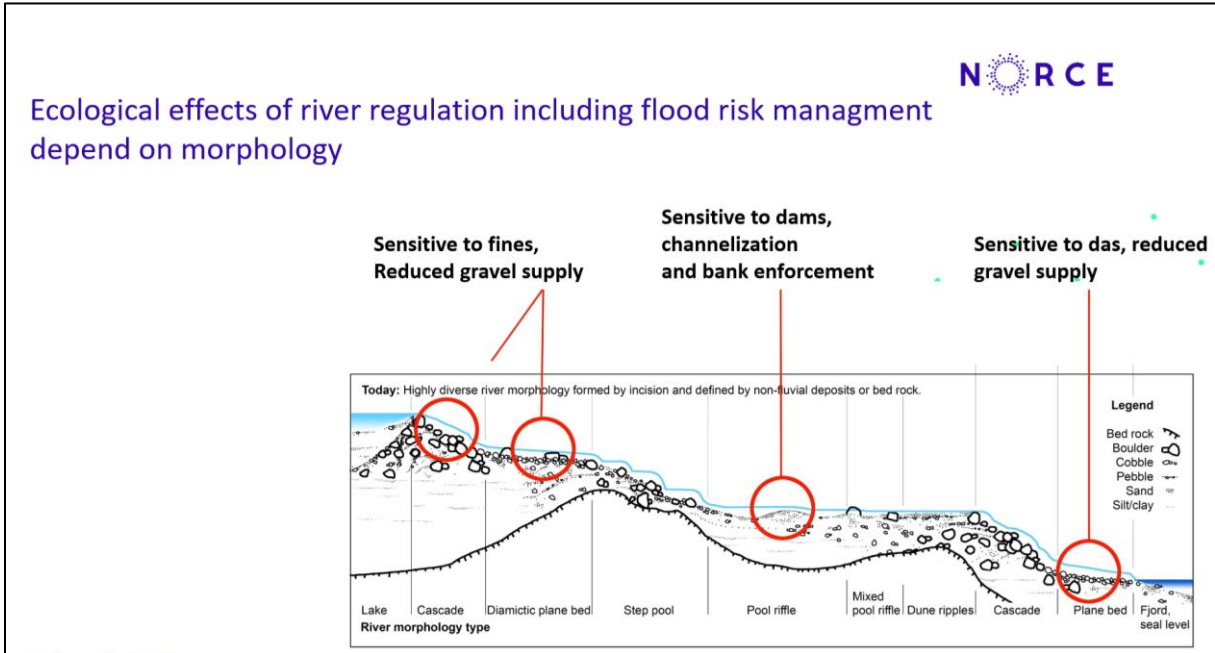 NORCE
Ecological effects of river regulation including flood risk managment
depend on morphology
Sensitive to fines,
Reduced gravel supply
Sensitive to dams,
channelization
and bank enforcement
Sensitive to das, reduced
gravel supply
Today: Highly diverse river morphology formed by incision and defined by non-fluvial deposits or bed rock.
Legend
Bed rock
Boulder
Cobble
Pebble
Sand
Silt/clay
Lake
Cascade
Diamictic plane bed
Step pool
Pool riffle
Mixed
pool riffle
Dune ripples
Cascade
Plane bed
Fjord,
seal level
River morphology type